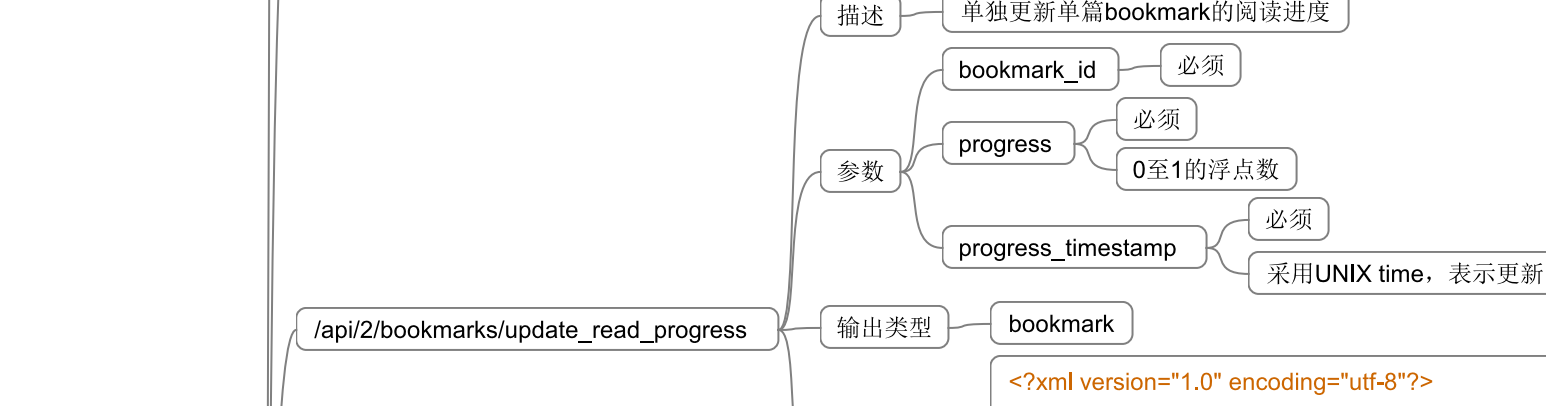 描述
单独更新单篇bookmark的阅读进度
bookmark_id
必须
参数
progress
必须
0至1的浮点数
progress_timestamp
必须
采用UNIX time，表示更新
/api/2/bookmarks/update_read_progress
输出类型
bookmark
<?xml version="1.0" encoding="utf-8"?>